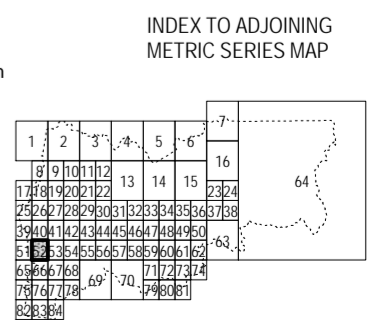 INDEX TO ADJOINING
METRIC SERIES MAP
n
7
1 2 3 4 5 6
16
8 9 10 11 12
13 14 15 64
17 18 19 20 21 22 23 24
25 26 27 28 29 30 31 32 33 34 35 36 37 38
39 40 41 42 43 44 45 46 47 48 49 50
51 52 53 54 55 56 57 58 59 60 61 62 63
65 66 67 68 69 70 71 72 73 74
75 76 77 78 79 80 81
82 83 84